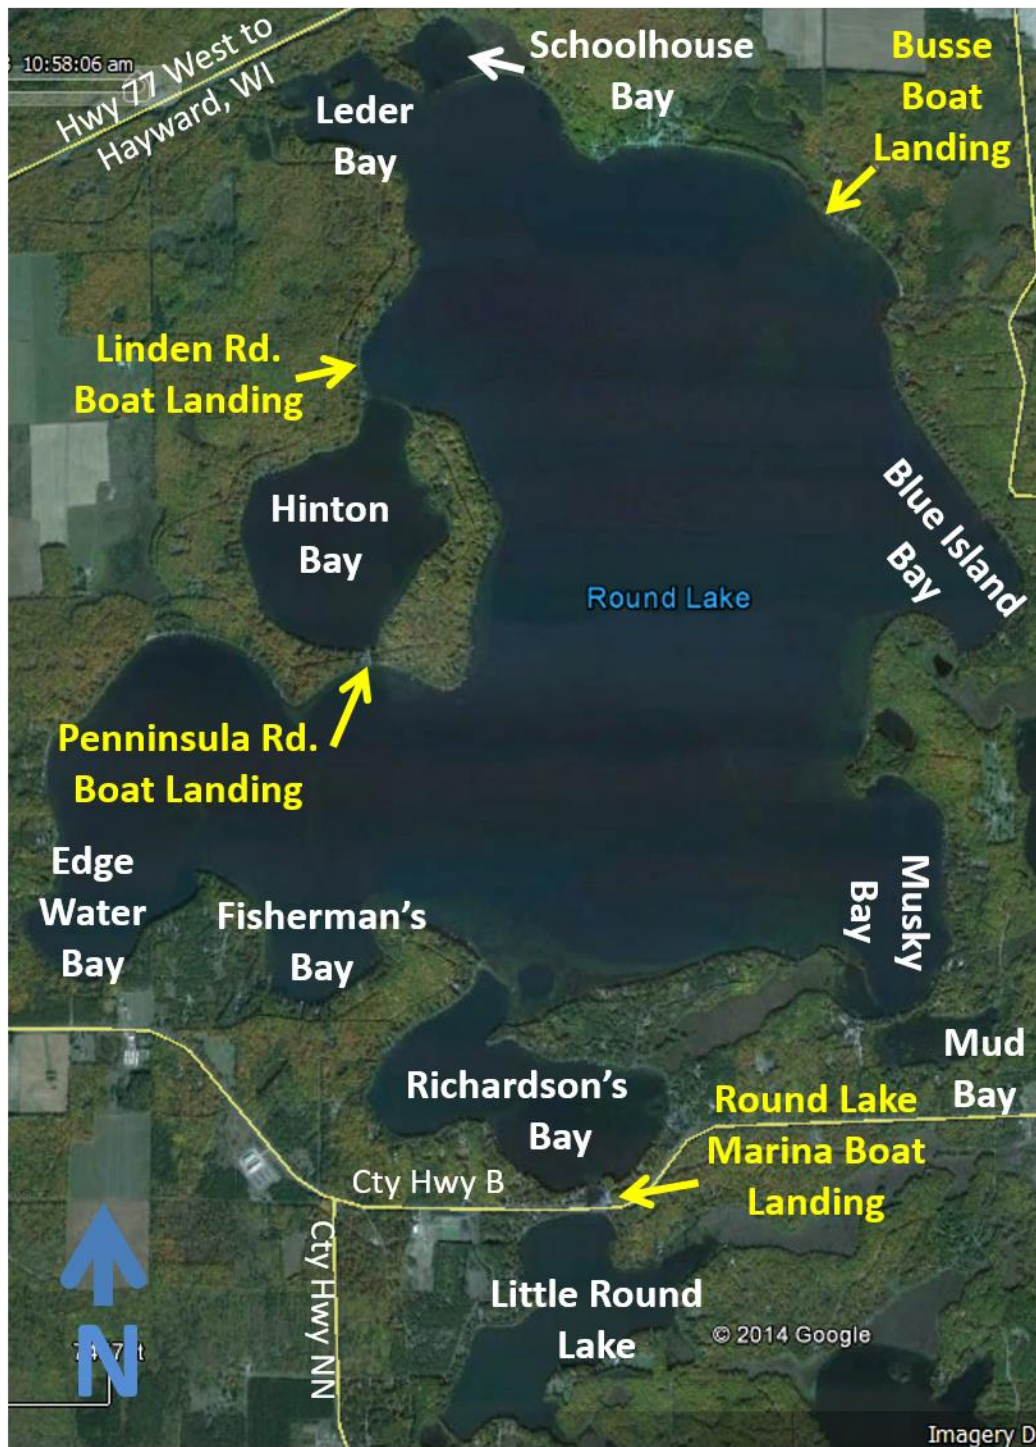 10:58:06 am
Hwy 77 West to
Hayward, WI
Schoolhouse
Bay
Busse
Boat
Landing
Leder
Bay
Linden Rd.
Boat Landing
Hinton
Bay
Blue Island
Bay
Round Lake
Penninsula Rd.
Boat Landing
Edge
Water
Bay
Fisherman's
Bay
Musky
Bay
Mud
Bay
Richardson's
Bay
Round Lake
Marina Boat
Landing
Cty Hwy B
Cty Hwy NN
Little Round
Lake
N
© 2014 Google
Imagery D